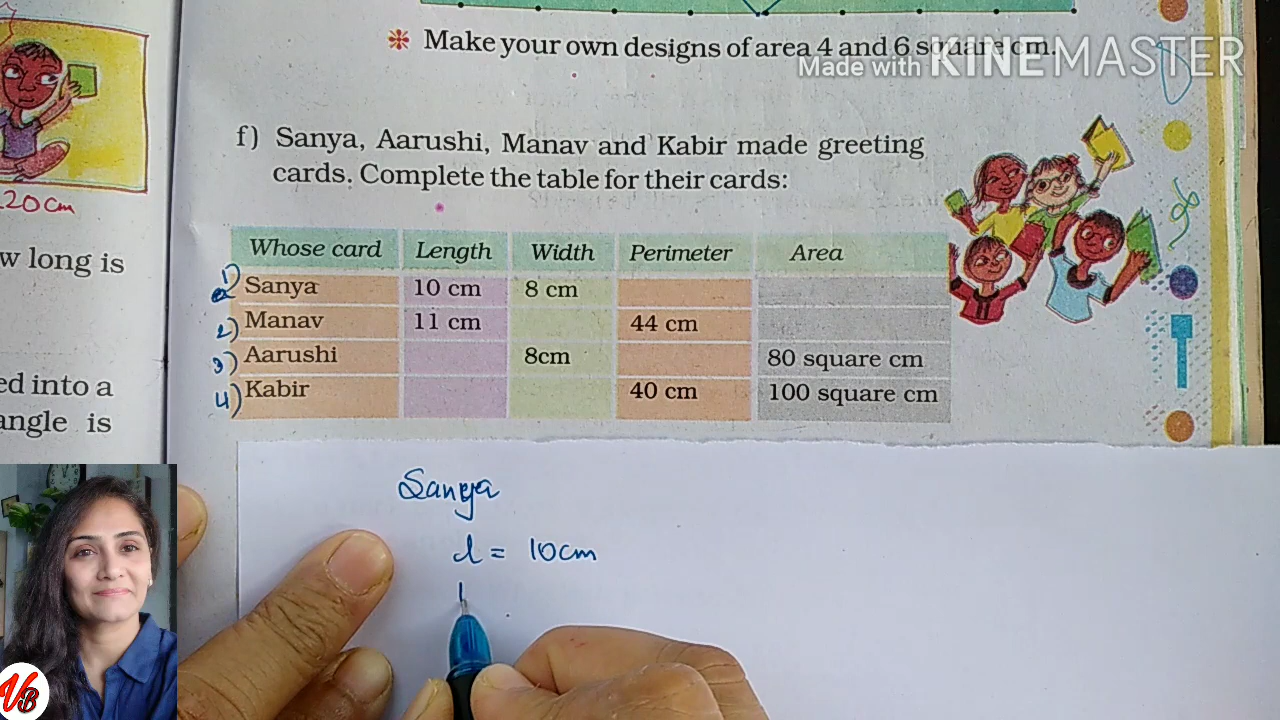 Make your own designs of area 4 and 6 square cm.
Made with KINEMASTER
f) Sanya, Aarushi, Manav and Kabir made greeting
cards. Complete the table for their cards:
20cm
w long is
Whose card Length Width Perimeter Area
1) Sanya 10 cm 8 cm
2) Manav 11 cm 44 cm
3) Aarushi 8cm 80 square cm
4) Kabir 40 cm 100 square cm
ed into a
angle is
Sanya
l = 10cm
VB